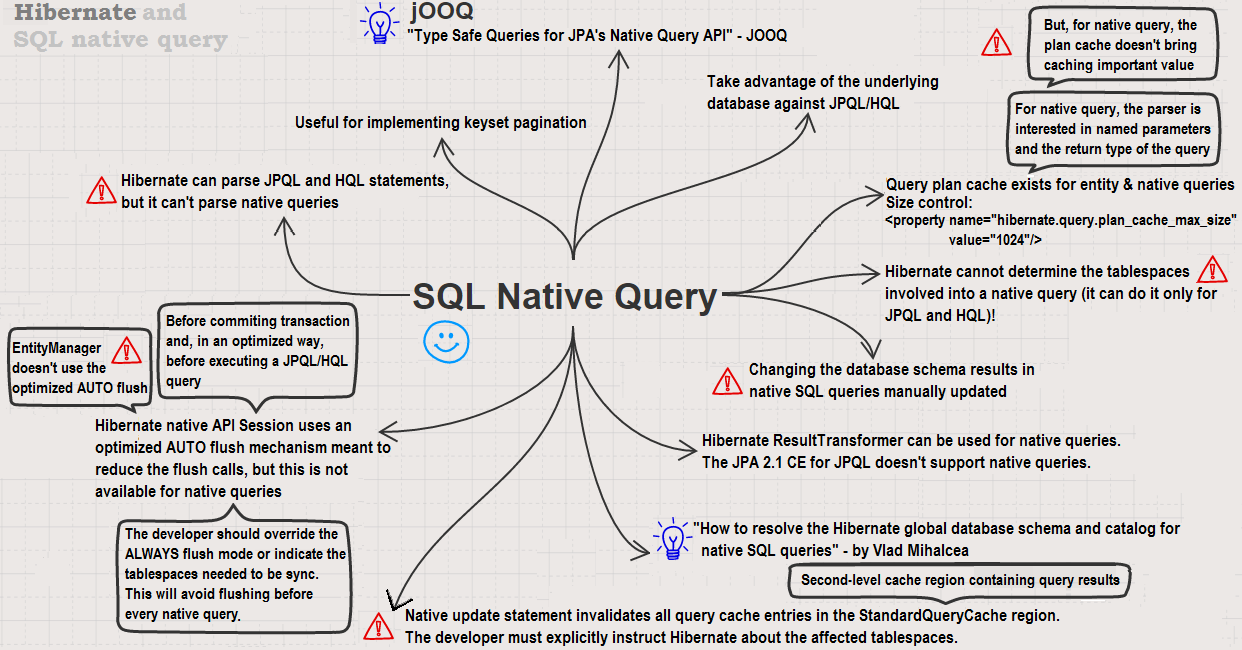 Hibernate and
SQL native query
jOOQ
"Type Safe Queries for JPA's Native Query API" - JOOQ
But, for native query, the
plan cache doesn't bring
caching important value
Take advantage of the underlying
database against JPQL/HQL
For native query, the parser is
interested in named parameters
and the return type of the query
Useful for implementing keyset pagination
Hibernate can parse JPQL and HQL statements,
but it can't parse native queries
Query plan cache exists for entity & native queries
Size control:
<property name="hibernate.query.plan_cache_max_size"
value="1024"/>
Hibernate cannot determine the tablespaces
involved into a native query (it can do it only for
JPQL and HQL)!
SQL Native Query
Changing the database schema results in
native SQL queries manually updated
Before commiting transaction
and, in an optimized way,
before executing a JPQL/HQL
query
EntityManager
doesn't use the
optimized AUTO flush
Hibernate native API Session uses an
optimized AUTO flush mechanism meant to
reduce the flush calls, but this is not
available for native queries
Hibernate ResultTransformer can be used for native queries.
The JPA 2.1 CE for JPQL doesn't support native queries.
The developer should override the
ALWAYS flush mode or indicate the
tablespaces needed to be sync.
This will avoid flushing before
every native query.
"How to resolve the Hibernate global database schema and catalog for
native SQL queries" - by Vlad Mihalcea
Second-level cache region containing query results
Native update statement invalidates all query cache entries in the StandardQueryCache region.
The developer must explicitly instruct Hibernate about the affected tablespaces.